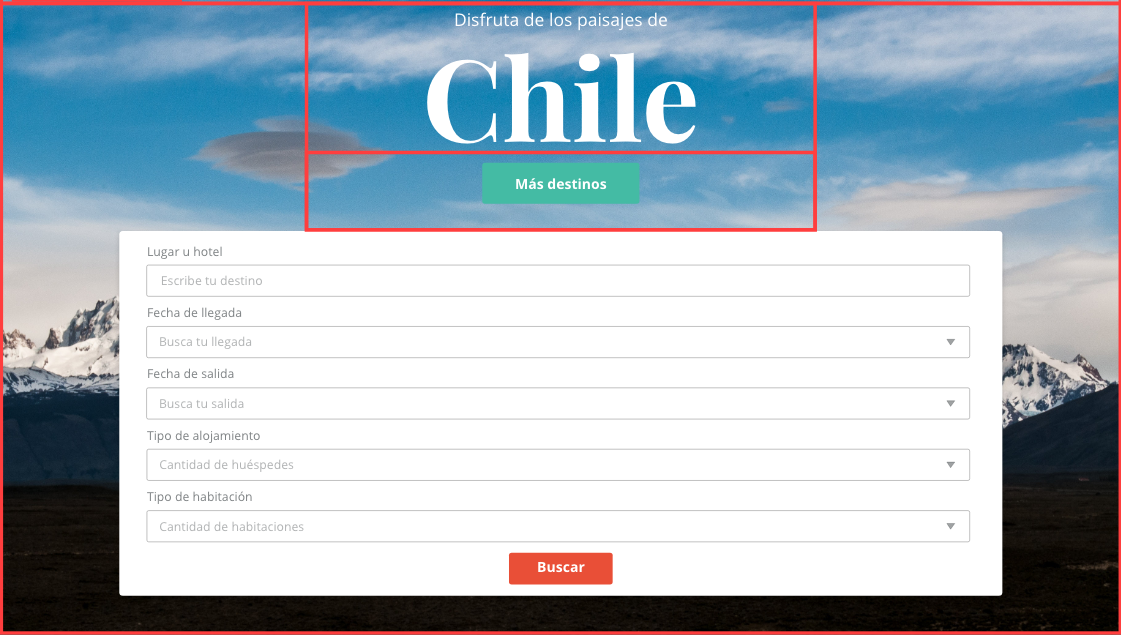 Disfruta de los paisajes de
Chile
Más destinos
Lugar u hotel
Escribe tu destino
Fecha de llegada
Busca tu llegada
Fecha de salida
Busca tu salida
Tipo de alojamiento
Cantidad de huéspedes
Tipo de habitación
Cantidad de habitaciones
Buscar